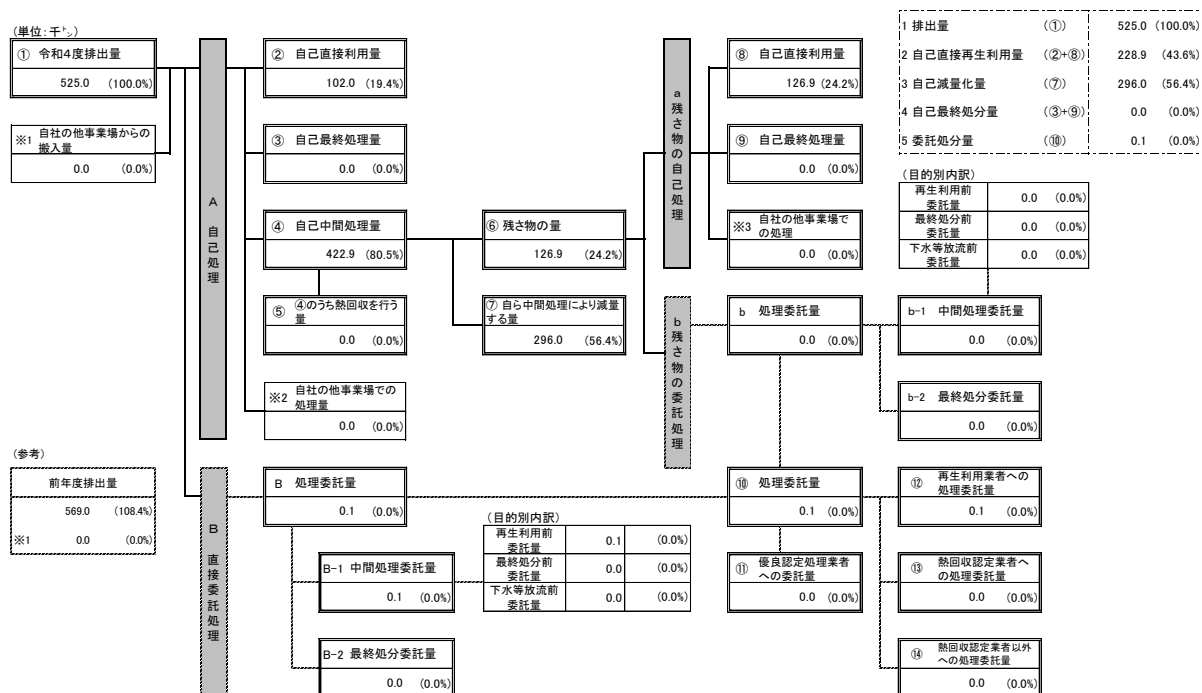 (単位:千㌧)
① 令和4度排出量
525.0 (100.0%)
※1 自社の他事業場からの
搬入量
0.0 (0.0%)
A 自己処理
② 自己直接利用量
102.0 (19.4%)
③ 自己最終処理量
0.0 (0.0%)
④ 自己中間処理量
422.9 (80.5%)
⑤ ④のうち熱回収を行う
量
0.0 (0.0%)
※2 自社の他事業場での
処理量
0.0 (0.0%)
⑥ 残さ物の量
126.9 (24.2%)
⑦ 自ら中間処理により減量
する量
296.0 (56.4%)
a 残さ物の自己処理
⑧ 自己直接利用量
126.9 (24.2%)
⑨ 自己最終処理量
0.0 (0.0%)
※3 自社の他事業場で
の処理
0.0 (0.0%)
b 残さ物の委託処理
b 処理委託量
0.0 (0.0%)
b-1 中間処理委託量
0.0 (0.0%)
b-2 最終処分委託量
0.0 (0.0%)
1 排出量 (①) 525.0 (100.0%)
2 自己直接再生利用量 (②+⑧) 228.9 (43.6%)
3 自己減量化量 (⑦) 296.0 (56.4%)
4 自己最終処分量 (③+⑨) 0.0 (0.0%)
5 委託処分量 (⑩) 0.1 (0.0%)
(目的別内訳)
再生利用前
委託量 0.0 (0.0%)
最終処分前
委託量 0.0 (0.0%)
下水等放流前
委託量 0.0 (0.0%)
(参考)
前年度排出量
569.0 (108.4%)
※1 0.0 (0.0%)
B 直接委託処理
B 処理委託量
0.1 (0.0%)
B-1 中間処理委託量
0.1 (0.0%)
B-2 最終処分委託量
0.0 (0.0%)
(目的別内訳)
再生利用前
委託量 0.1 (0.0%)
最終処分前
委託量 0.0 (0.0%)
下水等放流前
委託量 0.0 (0.0%)
⑩ 処理委託量
0.1 (0.0%)
⑪ 優良認定処理業者
への委託量
0.0 (0.0%)
⑫ 再生利用業者への
処理委託量
0.1 (0.0%)
⑬ 熱回収認定業者へ
の処理委託量
0.0 (0.0%)
⑭ 熱回収認定業者以外
への処理委託量
0.0 (0.0%)